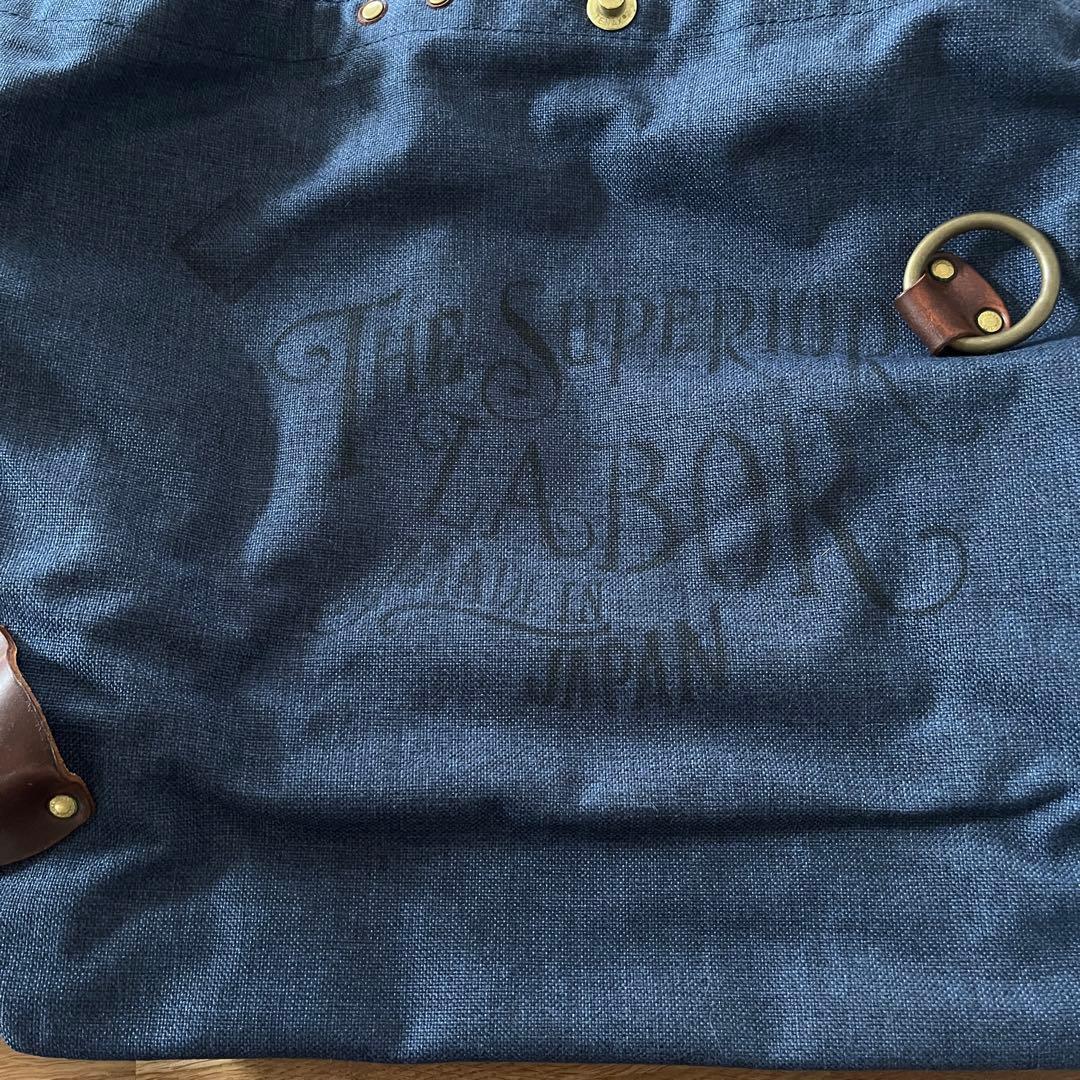 THE SUPERIOR
LABOR
MADE IN
JAPAN